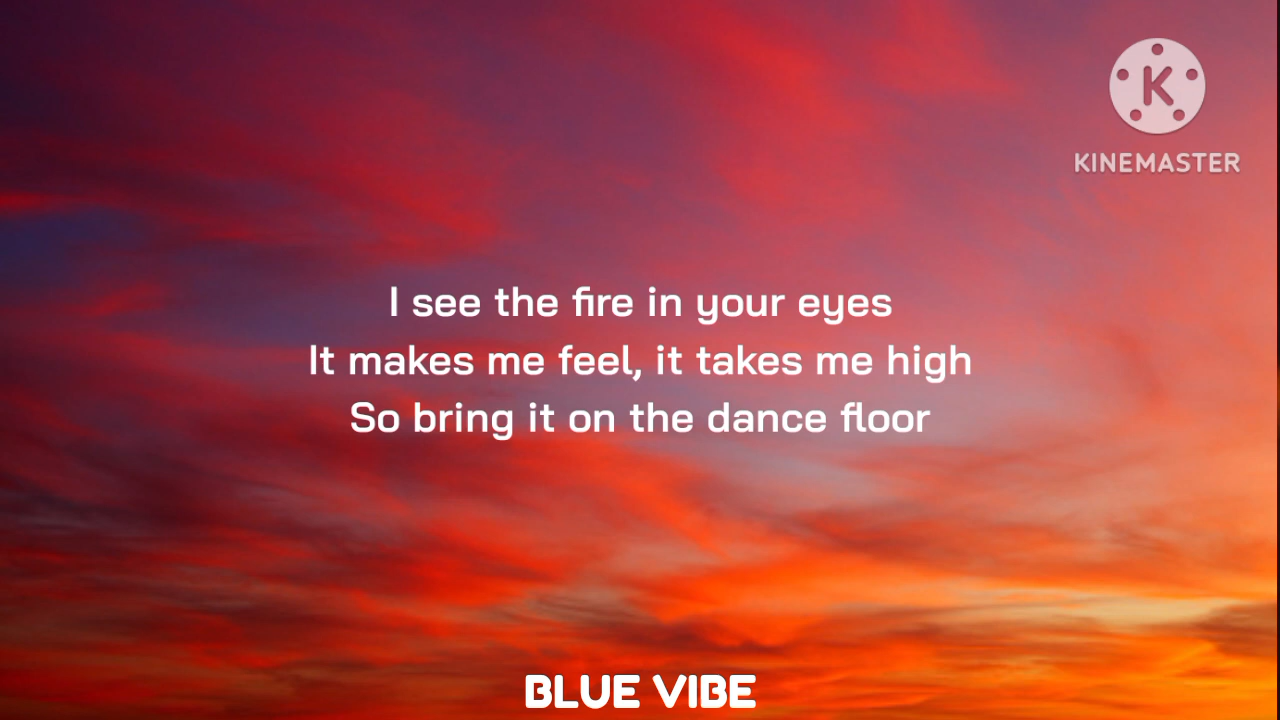 K
KINEMASTER
I see the fire in your eyes
It makes me feel, it takes me high
So bring it on the dance floor
BLUE VIBE